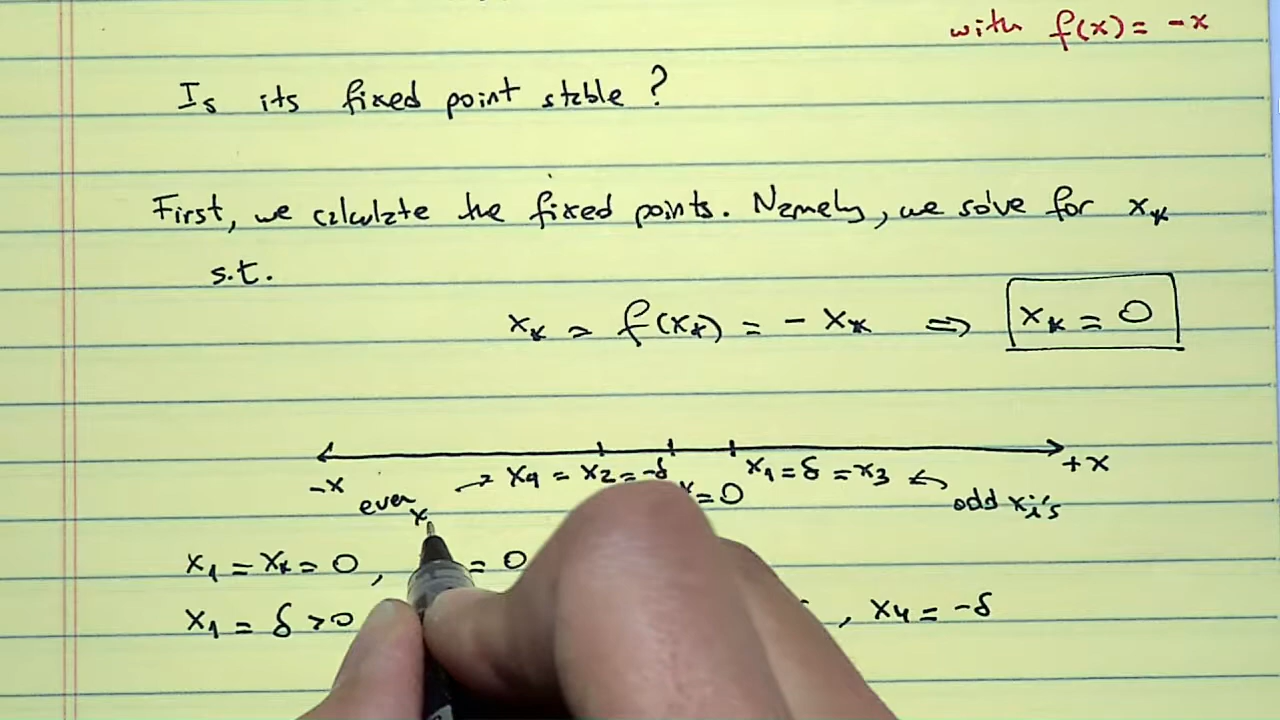 with f(x) = -x
Is its fixed point stable ?
First, we calculate the fixed points. Namely, we solve for x*
s.t.
x* = f(x*) = - x* ⇒ x* = 0
-x x4 = x2 = -δ x = 0 x1 = δ = x3 +x
even x odd xi's
x1 = x* = 0 , = 0
x1 = δ > 0 , x4 = -δ